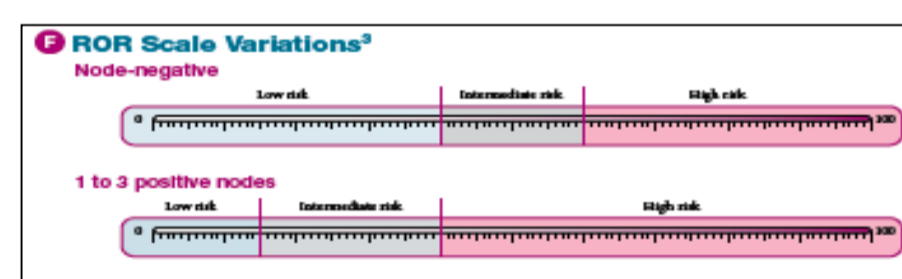 F ROR Scale Variations³
Node-negative
Low risk Intermediate risk High risk
0 100
1 to 3 positive nodes
Low risk Intermediate risk High risk
0 100